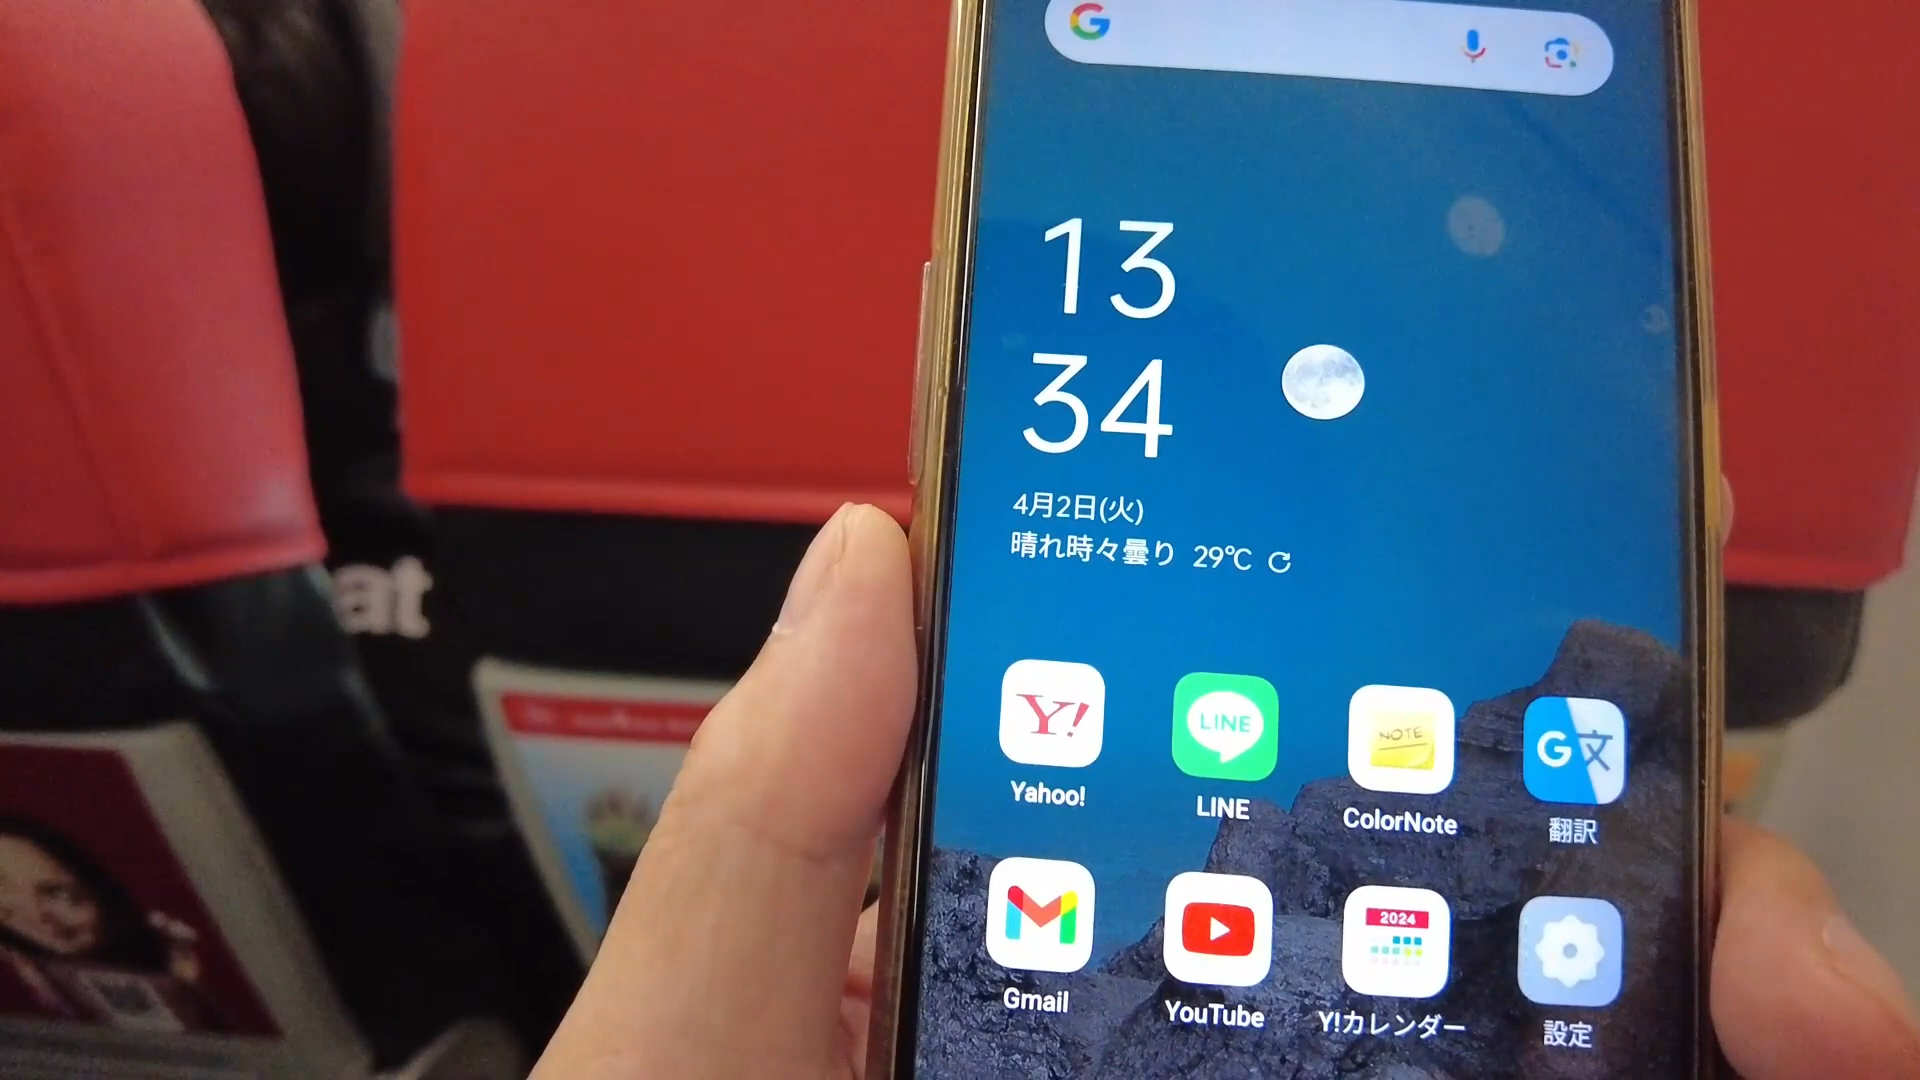 13
34
4月2日(火)
晴れ時々曇り 29℃
at
Y!
LINE
NOTE
G文
Yahoo!
LINE
ColorNote
翻訳
2024
Gmail
YouTube
Y!カレンダー
設定